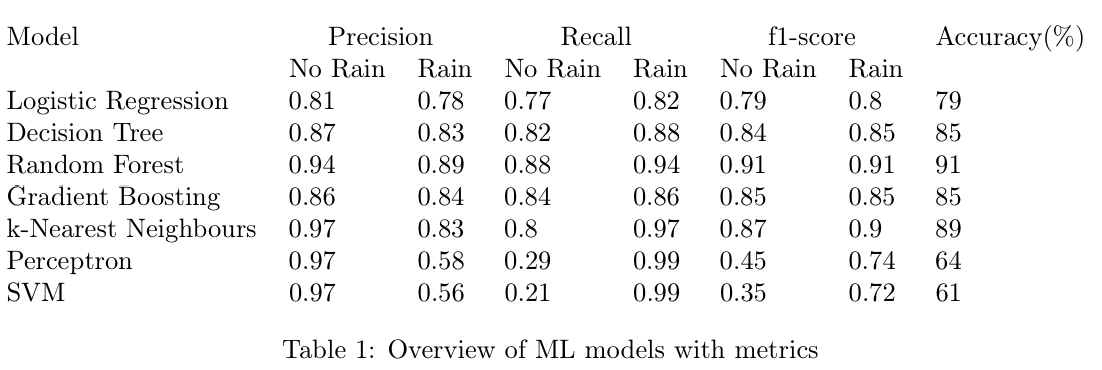 Model Precision Recall f1-score Accuracy(%)
No Rain Rain No Rain Rain No Rain Rain
Logistic Regression 0.81 0.78 0.77 0.82 0.79 0.8 79
Decision Tree 0.87 0.83 0.82 0.88 0.84 0.85 85
Random Forest 0.94 0.89 0.88 0.94 0.91 0.91 91
Gradient Boosting 0.86 0.84 0.84 0.86 0.85 0.85 85
k-Nearest Neighbours 0.97 0.83 0.8 0.97 0.87 0.9 89
Perceptron 0.97 0.58 0.29 0.99 0.45 0.74 64
SVM 0.97 0.56 0.21 0.99 0.35 0.72 61
Table 1: Overview of ML models with metrics